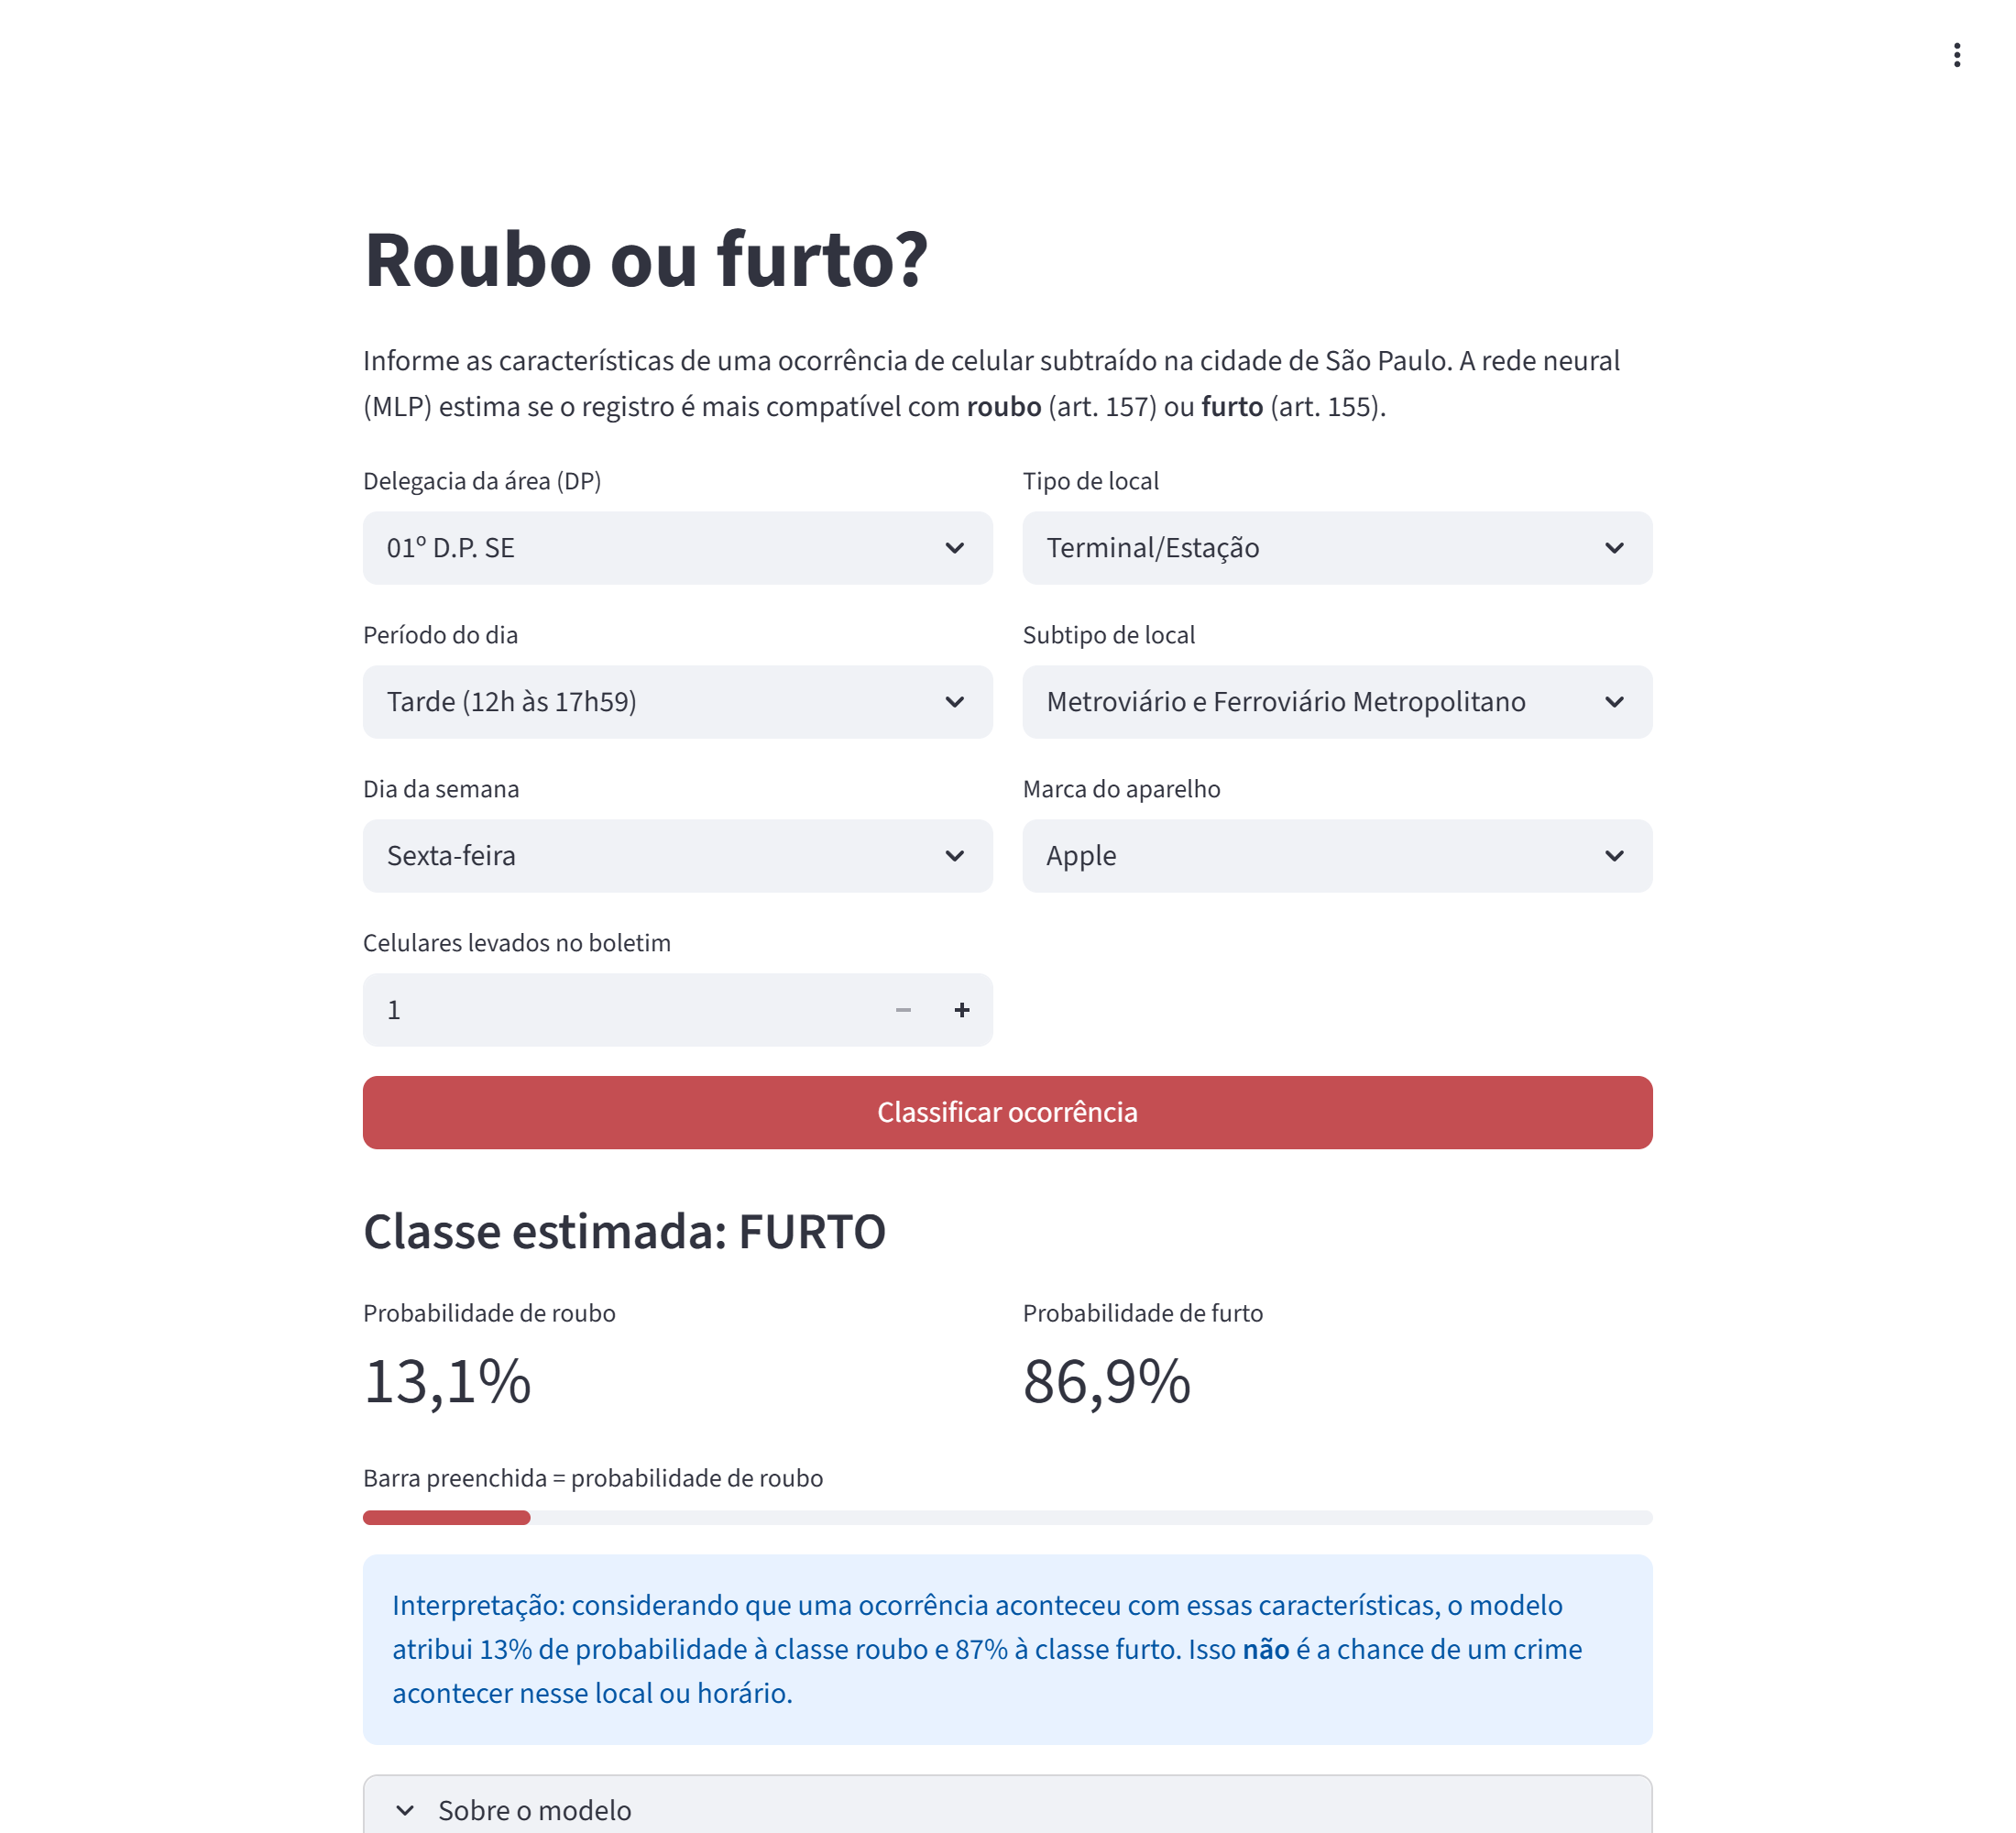 Roubo ou furto?
Informe as características de uma ocorrência de celular subtraído na cidade de São Paulo. A rede neural
(MLP) estima se o registro é mais compatível com roubo (art. 157) ou furto (art. 155).
Delegacia da área (DP)
01º D.P. SE
Tipo de local
Terminal/Estação
Período do dia
Tarde (12h às 17h59)
Subtipo de local
Metroviário e Ferroviário Metropolitano
Dia da semana
Sexta-feira
Marca do aparelho
Apple
Celulares levados no boletim
1
Classificar ocorrência
Classe estimada: FURTO
Probabilidade de roubo
13,1%
Probabilidade de furto
86,9%
Barra preenchida = probabilidade de roubo
Interpretação: considerando que uma ocorrência aconteceu com essas características, o modelo
atribui 13% de probabilidade à classe roubo e 87% à classe furto. Isso não é a chance de um crime
acontecer nesse local ou horário.
Sobre o modelo